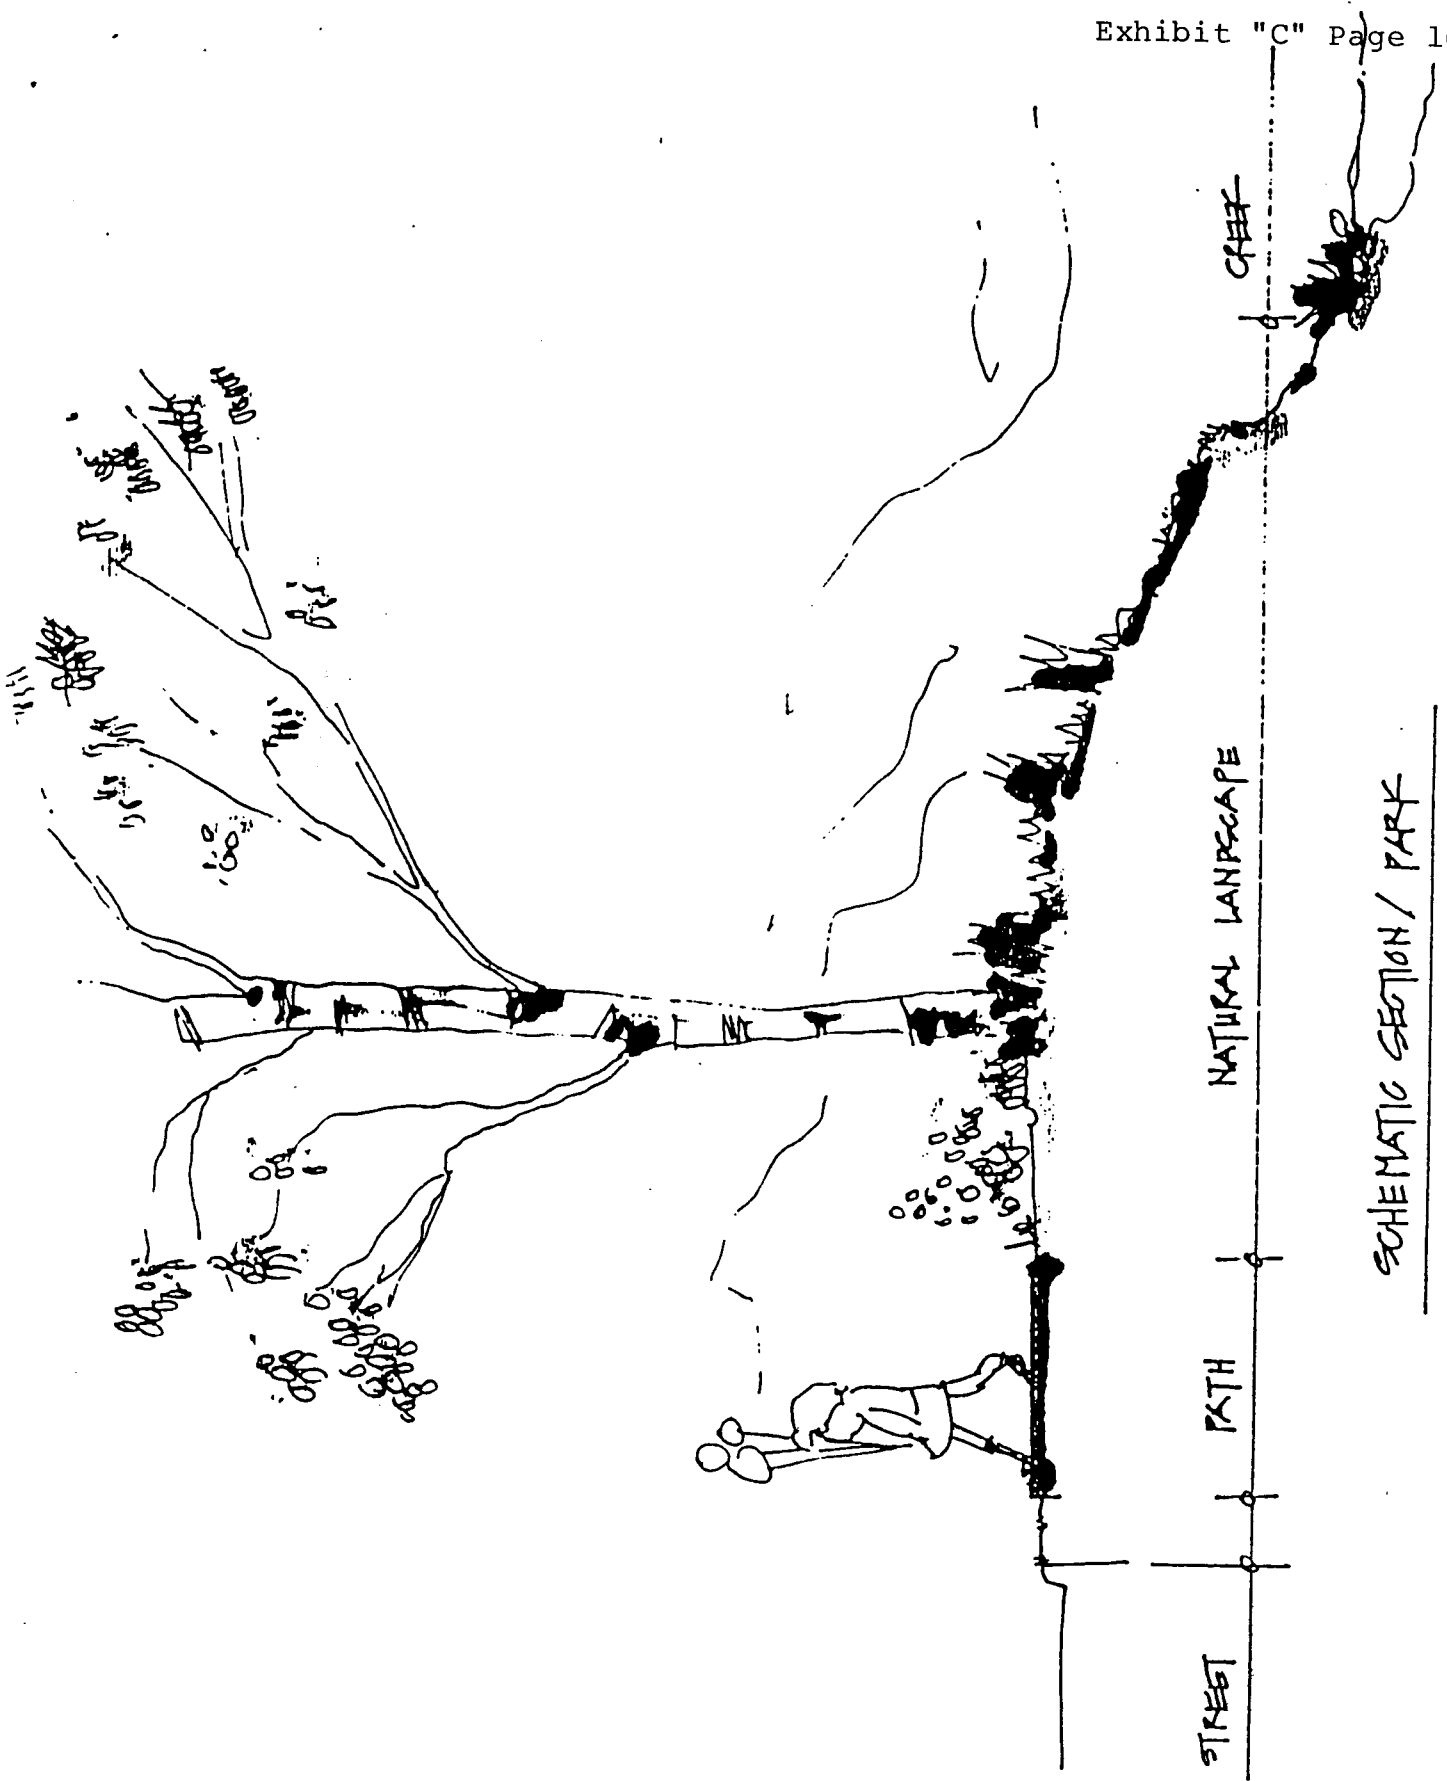 Exhibit "C" Page 1
STREET PATH NATURAL LANDSCAPE CREEK
SCHEMATIC SECTION / PARK